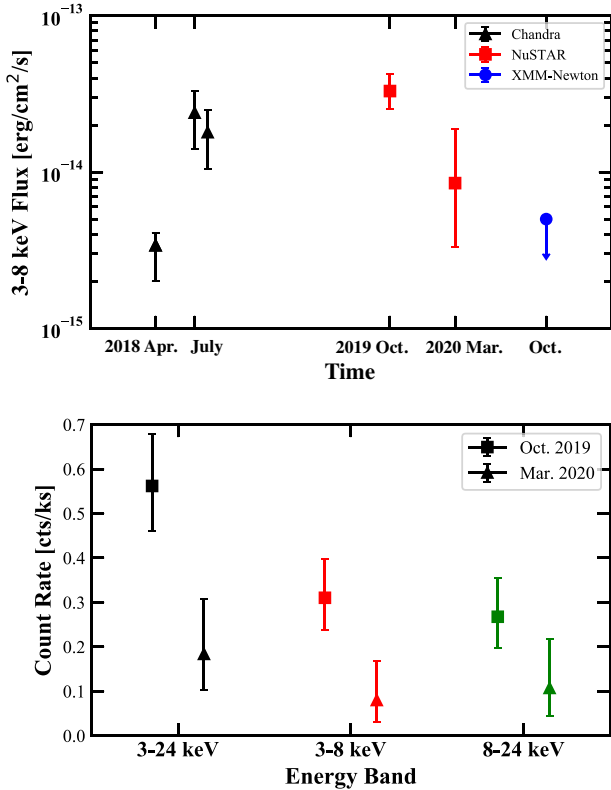 10⁻¹³
10⁻¹⁴
10⁻¹⁵
3-8 keV Flux [erg/cm²/s]
Chandra
NuSTAR
XMM-Newton
2018 Apr. July 2019 Oct. 2020 Mar. Oct.
Time
0.7
0.6
0.5
0.4
0.3
0.2
0.1
0.0
Count Rate [cts/ks]
Oct. 2019
Mar. 2020
3-24 keV 3-8 keV 8-24 keV
Energy Band